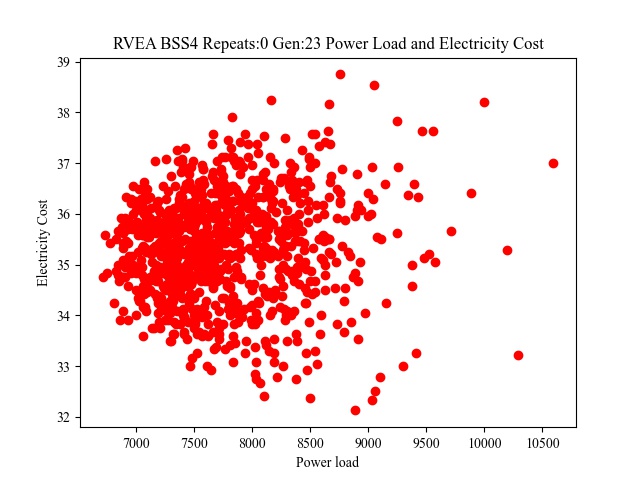 RVEA BSS4 Repeats:0 Gen:23 Power Load and Electricity Cost
39
38
37
36
35
34
33
32
Electricity Cost
7000 7500 8000 8500 9000 9500 10000 10500
Power load